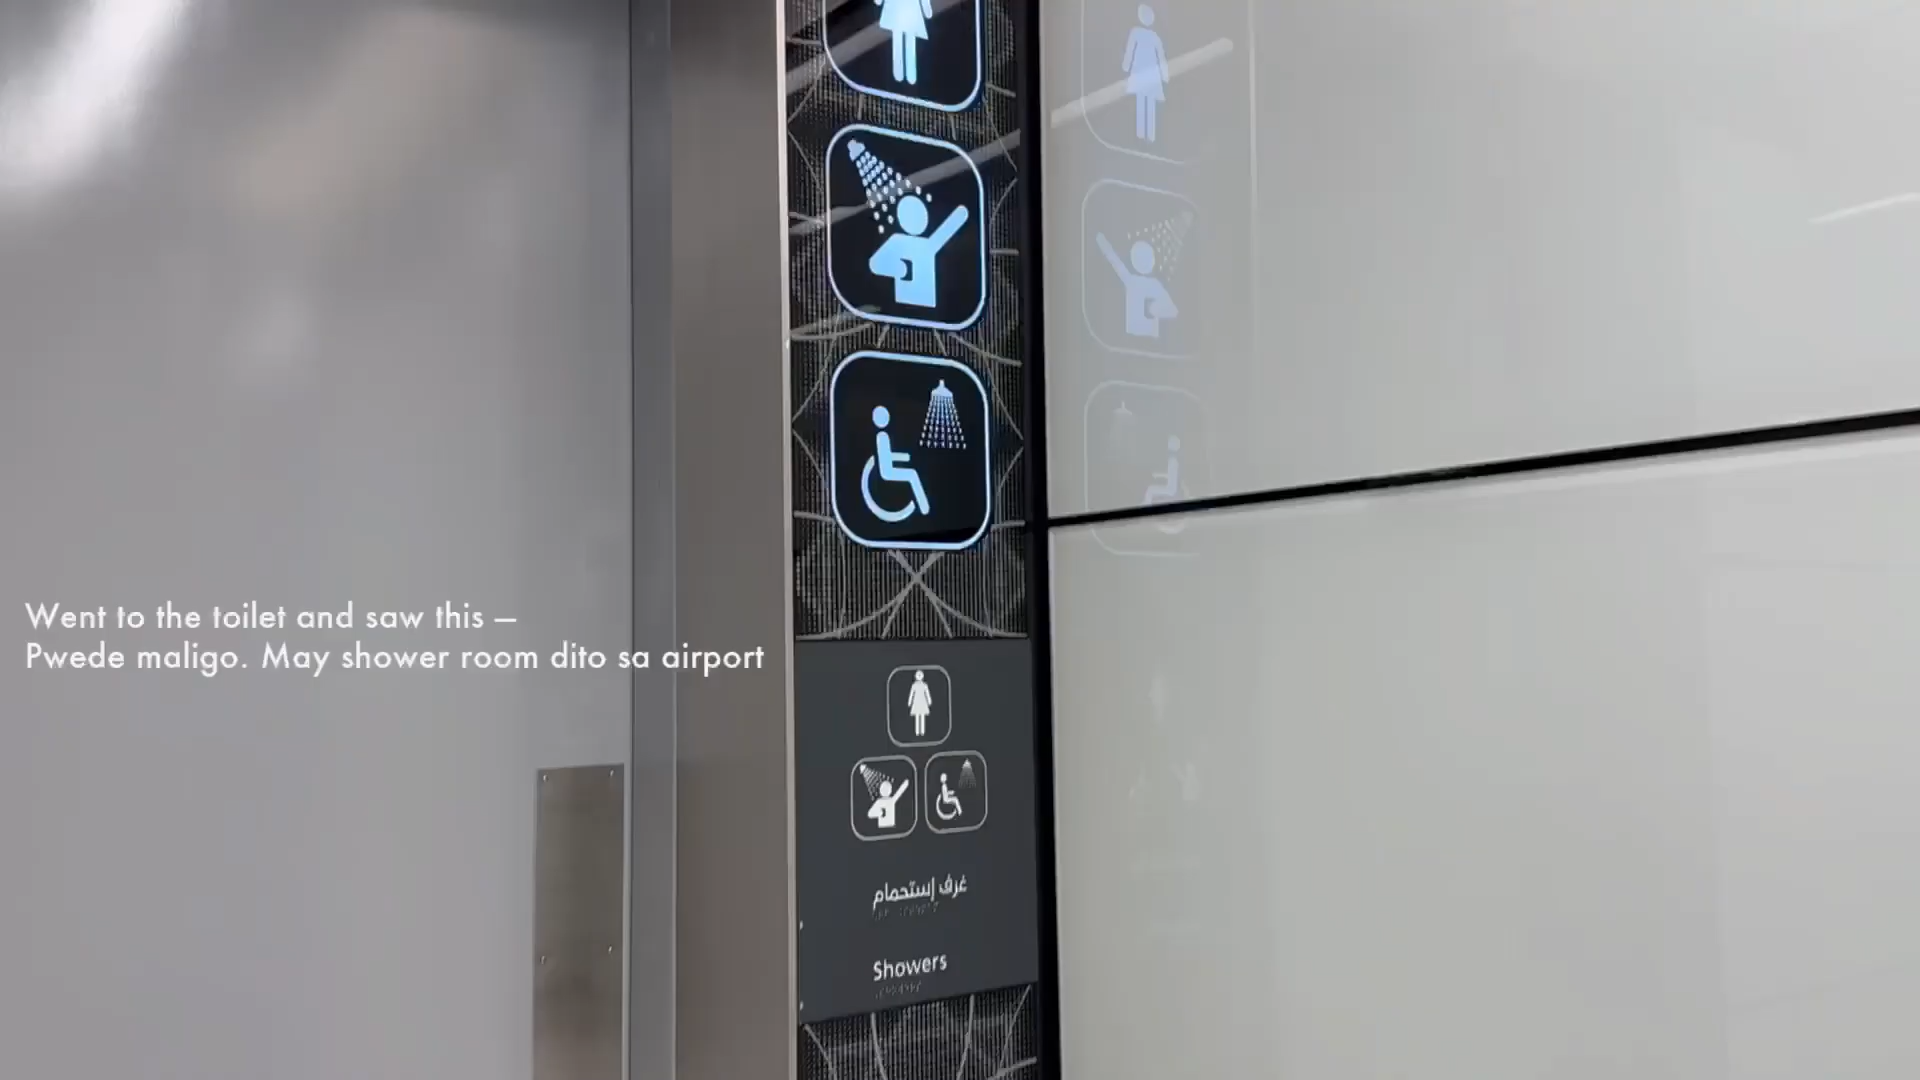 Went to the toilet and saw this –
Pwede maligo. May shower room dito sa airport
غرف إستحمام
Showers